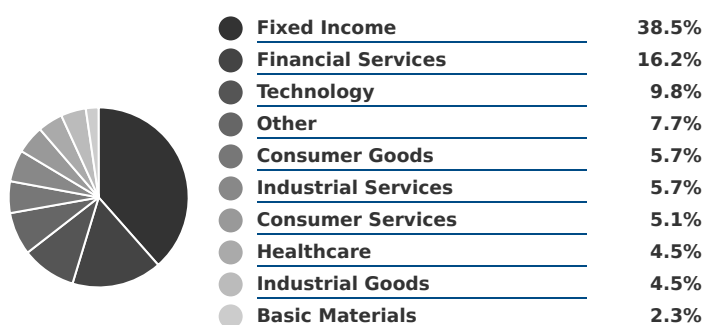 Fixed Income 38.5%
Financial Services 16.2%
Technology 9.8%
Other 7.7%
Consumer Goods 5.7%
Industrial Services 5.7%
Consumer Services 5.1%
Healthcare 4.5%
Industrial Goods 4.5%
Basic Materials 2.3%